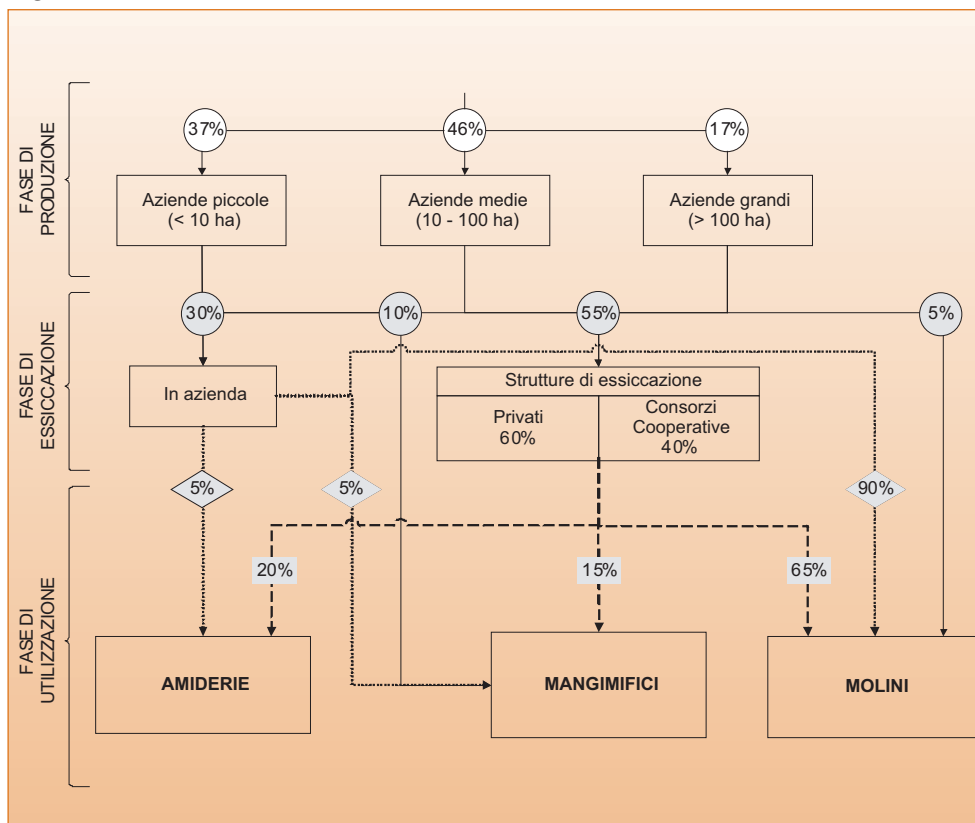 FASE DI
PRODUZIONE
37%
46%
17%
Aziende piccole
(< 10 ha)
Aziende medie
(10 - 100 ha)
Aziende grandi
(> 100 ha)
FASE DI
ESSICCAZIONE
30%
10%
55%
5%
In azienda
Strutture di essiccazione
Privati
60%
Consorzi
Cooperative
40%
FASE DI
UTILIZZAZIONE
5%
5%
90%
20%
15%
65%
AMIDERIE
MANGIMIFICI
MOLINI